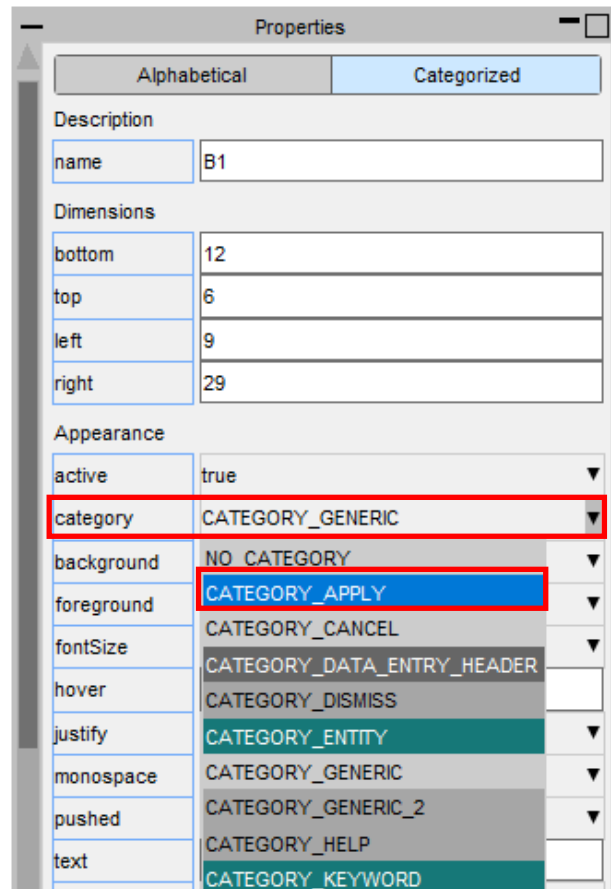 Properties
Alphabetical Categorized
Description
name B1
Dimensions
bottom 12
top 6
left 9
right 29
Appearance
active true
category CATEGORY_GENERIC
background NO_CATEGORY
foreground CATEGORY_APPLY
fontSize CATEGORY_CANCEL
CATEGORY_DATA_ENTRY_HEADER
hover CATEGORY_DISMISS
justify CATEGORY_ENTITY
monospace CATEGORY_GENERIC
pushed CATEGORY_GENERIC_2
text CATEGORY_HELP
CATEGORY_KEYWORD